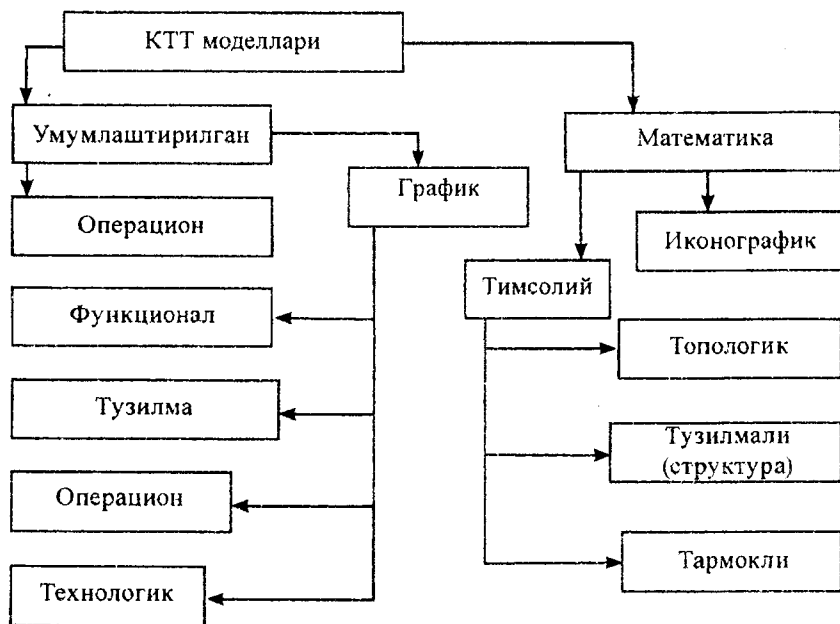 КТТ моделлари
Умумлаштирилган
Математика
График
Операцион
Иконографик
Тимсолий
Функционал
Топологик
Тузилма
Тузилмали
(структура)
Операцион
Тармокли
Технологик